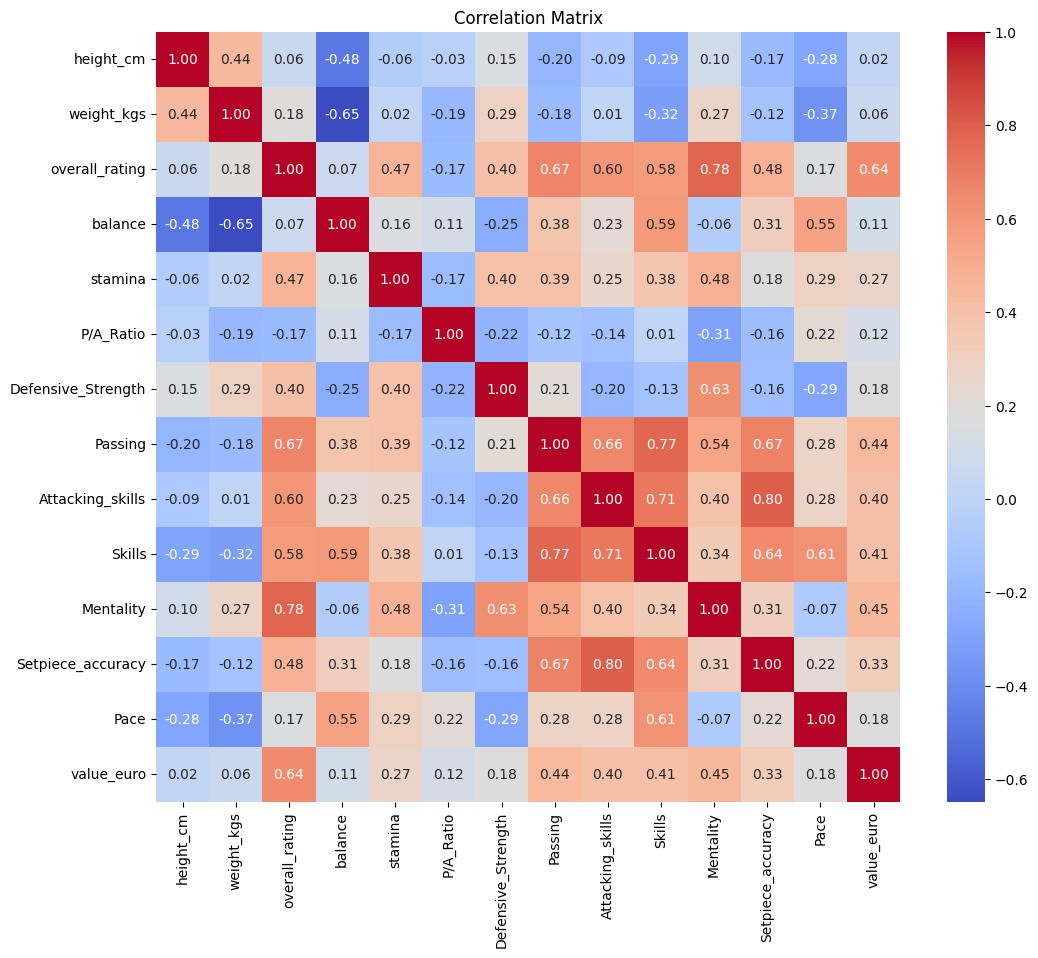 Correlation Matrix
height_cm 1.00 0.44 0.06 -0.48 -0.06 -0.03 0.15 -0.20 -0.09 -0.29 0.10 -0.17 -0.28 0.02
weight_kgs 0.44 1.00 0.18 -0.65 0.02 -0.19 0.29 -0.18 0.01 -0.32 0.27 -0.12 -0.37 0.06
overall_rating 0.06 0.18 1.00 0.07 0.47 -0.17 0.40 0.67 0.60 0.58 0.78 0.48 0.17 0.64
balance -0.48 -0.65 0.07 1.00 0.16 0.11 -0.25 0.38 0.23 0.59 -0.06 0.31 0.55 0.11
stamina -0.06 0.02 0.47 0.16 1.00 -0.17 0.40 0.39 0.25 0.38 0.48 0.18 0.29 0.27
P/A_Ratio -0.03 -0.19 -0.17 0.11 -0.17 1.00 -0.22 -0.12 -0.14 0.01 -0.31 -0.16 0.22 0.12
Defensive_Strength 0.15 0.29 0.40 -0.25 0.40 -0.22 1.00 0.21 -0.20 -0.13 0.63 -0.16 -0.29 0.18
Passing -0.20 -0.18 0.67 0.38 0.39 -0.12 0.21 1.00 0.66 0.77 0.54 0.67 0.28 0.44
Attacking_skills -0.09 0.01 0.60 0.23 0.25 -0.14 -0.20 0.66 1.00 0.71 0.40 0.80 0.28 0.40
Skills -0.29 -0.32 0.58 0.59 0.38 0.01 -0.13 0.77 0.71 1.00 0.34 0.64 0.61 0.41
Mentality 0.10 0.27 0.78 -0.06 0.48 -0.31 0.63 0.54 0.40 0.34 1.00 0.31 -0.07 0.45
Setpiece_accuracy -0.17 -0.12 0.48 0.31 0.18 -0.16 -0.16 0.67 0.80 0.64 0.31 1.00 0.22 0.33
Pace -0.28 -0.37 0.17 0.55 0.29 0.22 -0.29 0.28 0.28 0.61 -0.07 0.22 1.00 0.18
value_euro 0.02 0.06 0.64 0.11 0.27 0.12 0.18 0.44 0.40 0.41 0.45 0.33 0.18 1.00
height_cm
weight_kgs
overall_rating
balance
stamina
P/A_Ratio
Defensive_Strength
Passing
Attacking_skills
Skills
Mentality
Setpiece_accuracy
Pace
value_euro
1.0
0.8
0.6
0.4
0.2
0.0
−0.2
−0.4
−0.6